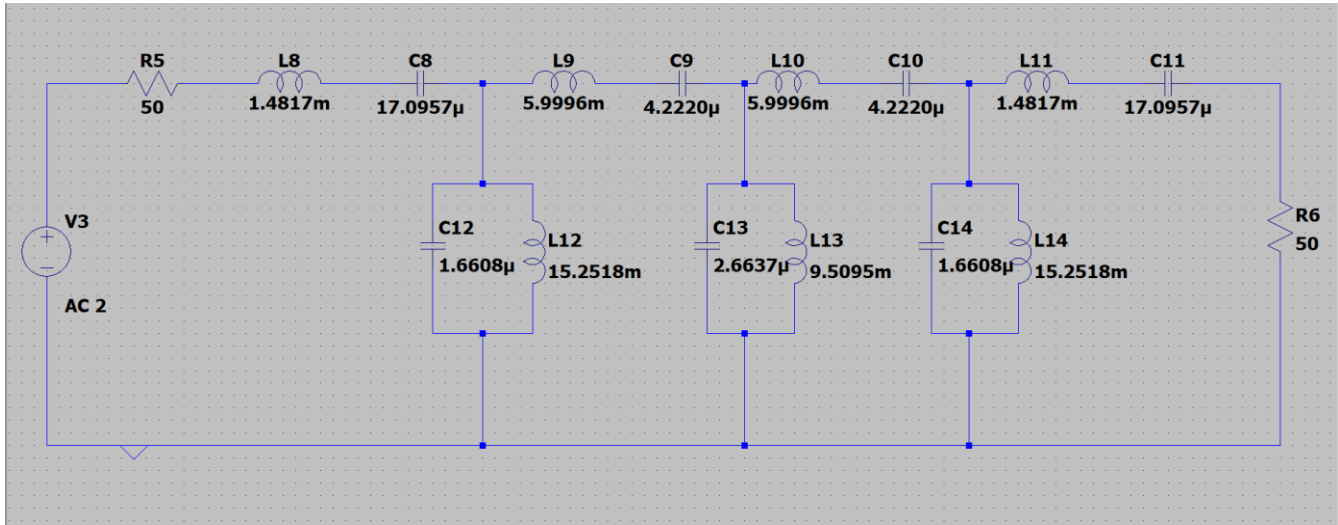 R5
50
L8
1.4817m
C8
17.0957µ
L9
5.9996m
C9
4.2220µ
L10
5.9996m
C10
4.2220µ
L11
1.4817m
C11
17.0957µ
V3
AC 2
C12
1.6608µ
L12
15.2518m
C13
2.6637µ
L13
9.5095m
C14
1.6608µ
L14
15.2518m
R6
50